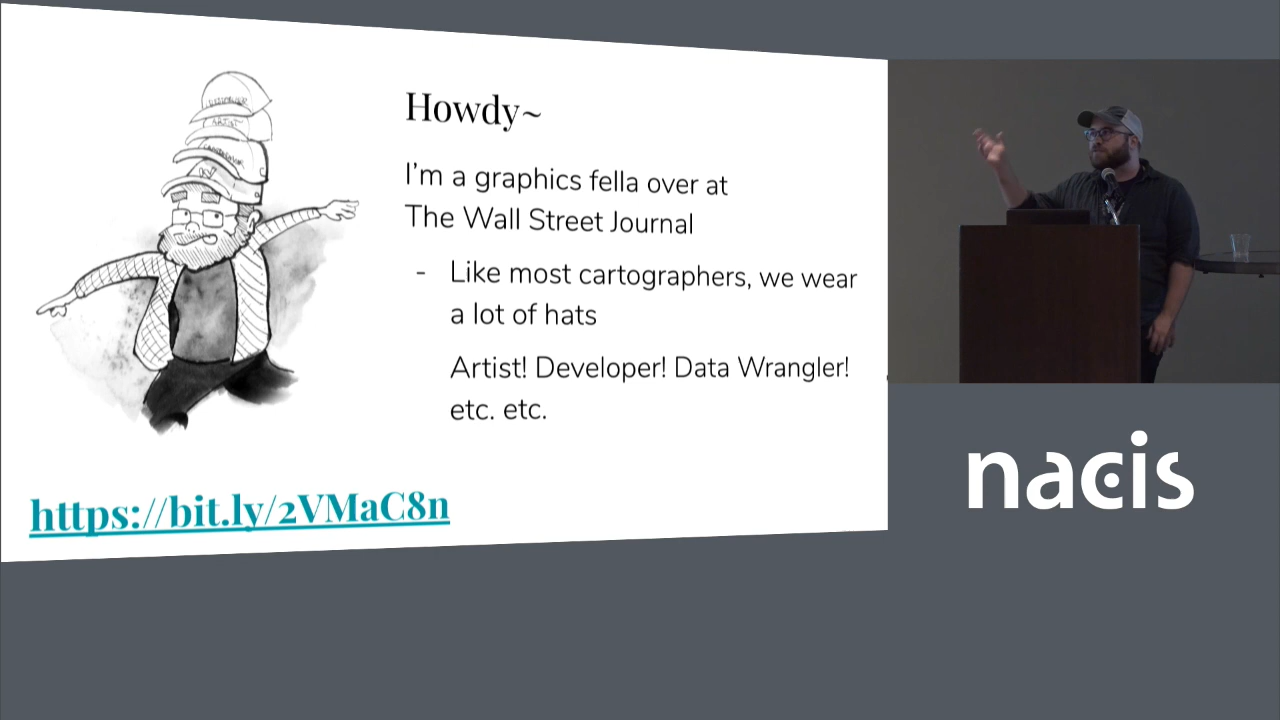 Howdy~
I'm a graphics fella over at
The Wall Street Journal
- Like most cartographers, we wear
a lot of hats
Artist! Developer! Data Wrangler!
etc. etc.
https://bit.ly/2VMaC8n
ARTIST
nacis